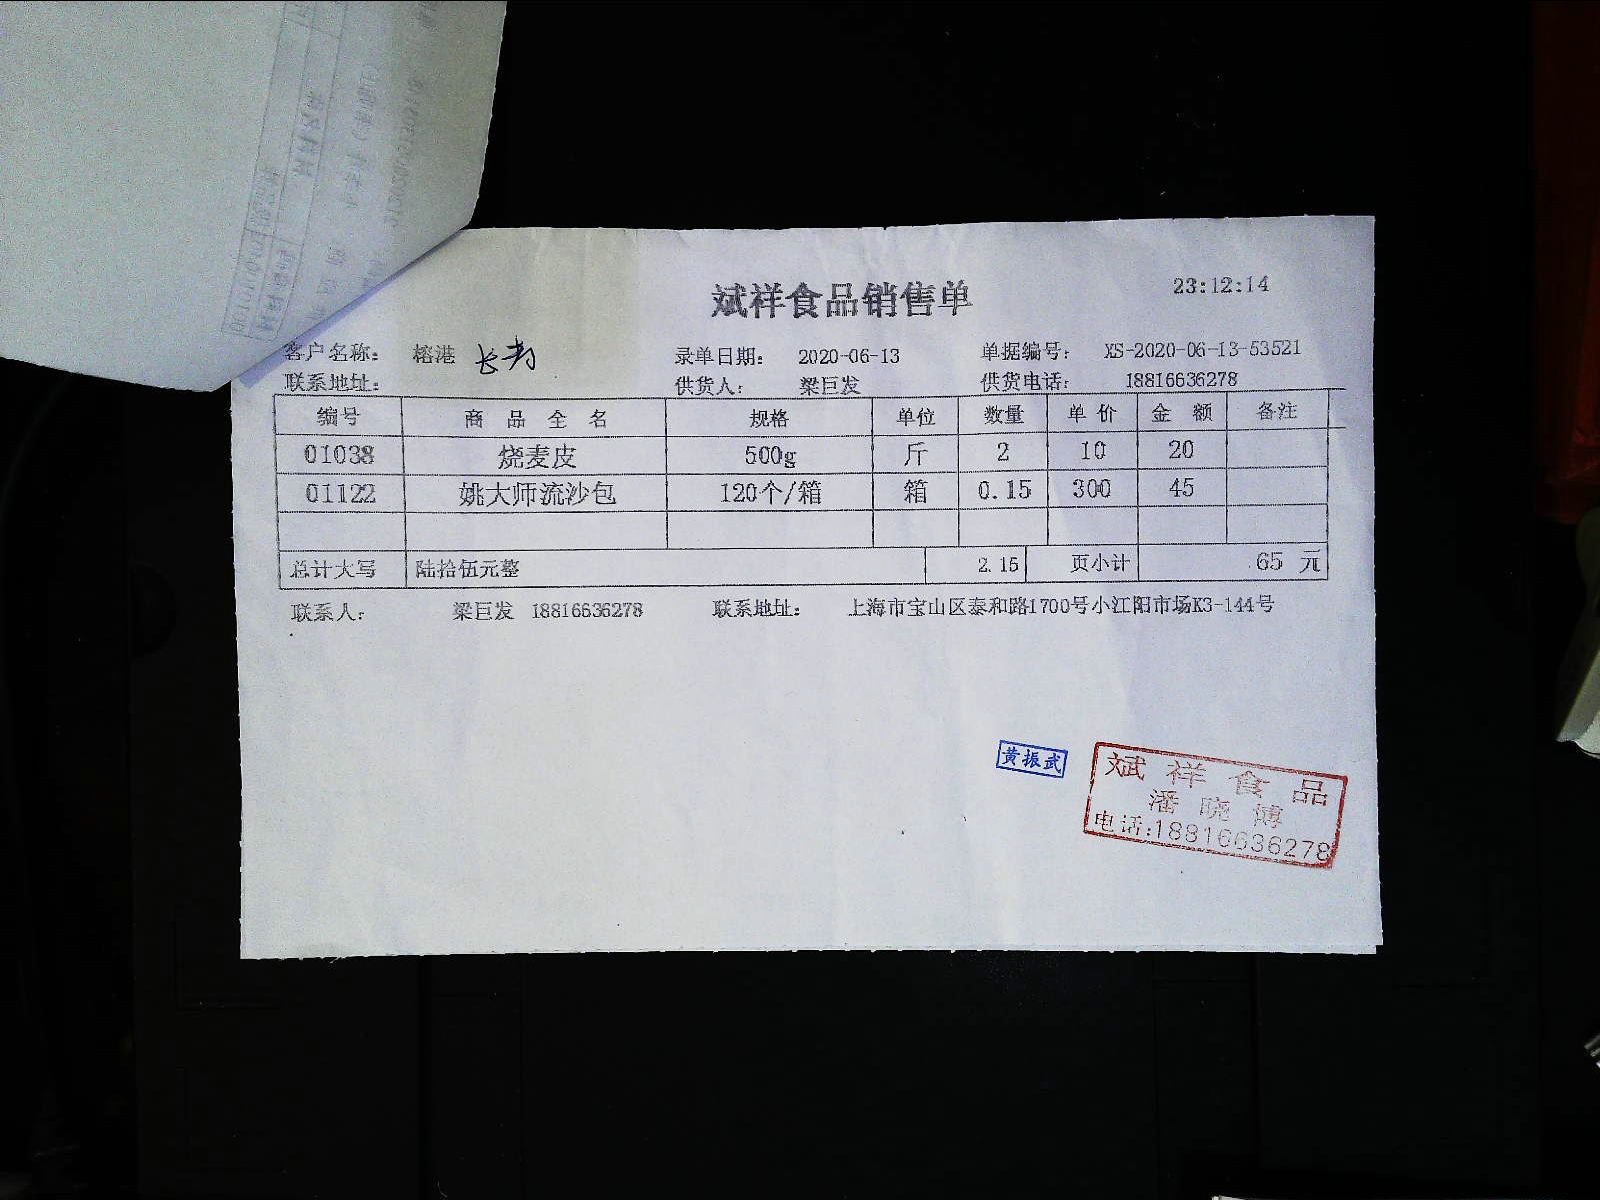 斌祥食品销售单 23:12:14
客户名称: 榕港 录单日期: 2020-06-13 单据编号: XS-2020-06-13-53521
联系地址: 供货人: 梁巨发 供货电话: 18816636278
编号 商品全名 规格 单位 数量 单价 金额 备注
01038 烧麦皮 500g 斤 2 10 20
01122 姚大师流沙包 120个/箱 箱 0.15 300 45
总计大写 陆拾伍元整 2.15 页小计 65 元
联系人: 梁巨发 18816636278 联系地址: 上海市宝山区泰和路1700号小江阳市场K3-144号
黄振武
斌祥食品
潘晓博
电话:18816636278